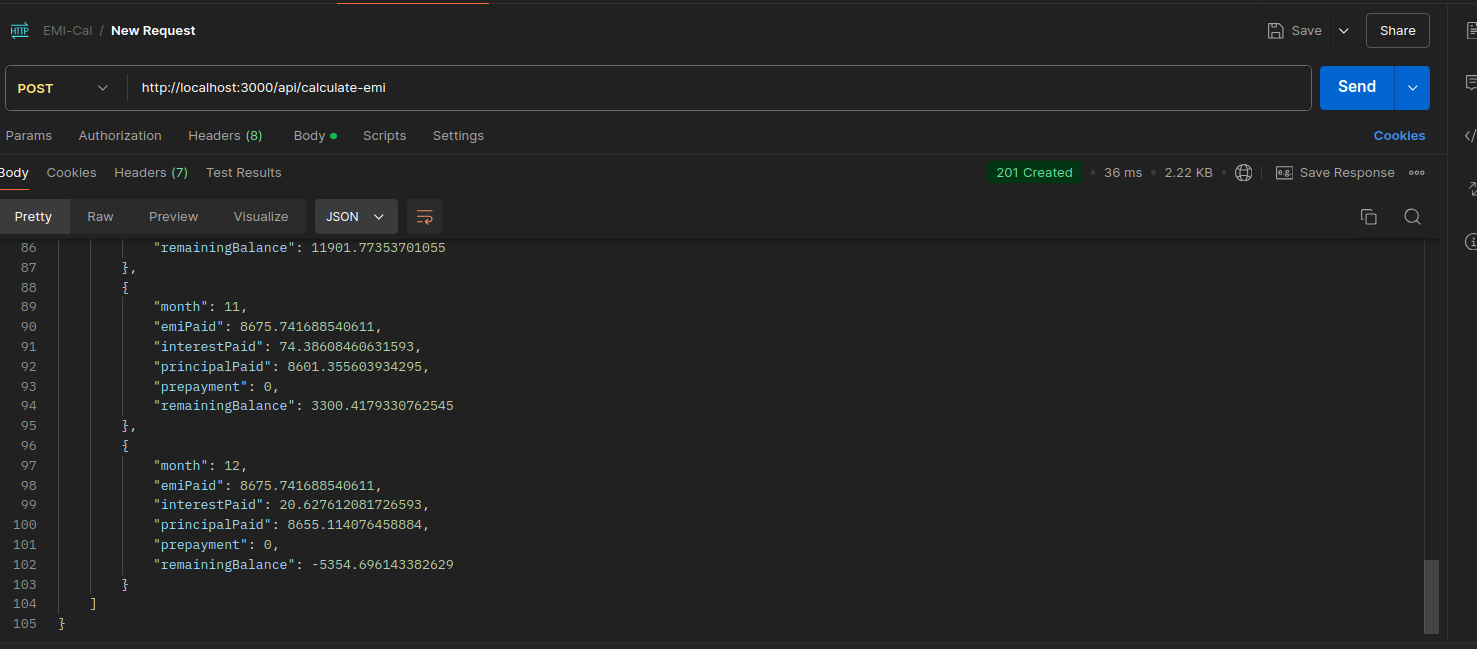 HTTP EMI-Cal / New Request Save Share
POST http://localhost:3000/api/calculate-emi Send
Params Authorization Headers (8) Body Scripts Settings Cookies
Body Cookies Headers (7) Test Results 201 Created 36 ms 2.22 KB e.g. Save Response
Pretty Raw Preview Visualize JSON
86 "remainingBalance": 11901.77353701055
87 },
88 {
89 "month": 11,
90 "emiPaid": 8675.741688540611,
91 "interestPaid": 74.38608460631593,
92 "principalPaid": 8601.355603934295,
93 "prepayment": 0,
94 "remainingBalance": 3300.4179330762545
95 },
96 {
97 "month": 12,
98 "emiPaid": 8675.741688540611,
99 "interestPaid": 20.627612081726593,
100 "principalPaid": 8655.114076458884,
101 "prepayment": 0,
102 "remainingBalance": -5354.696143382629
103 }
104 ]
105 }